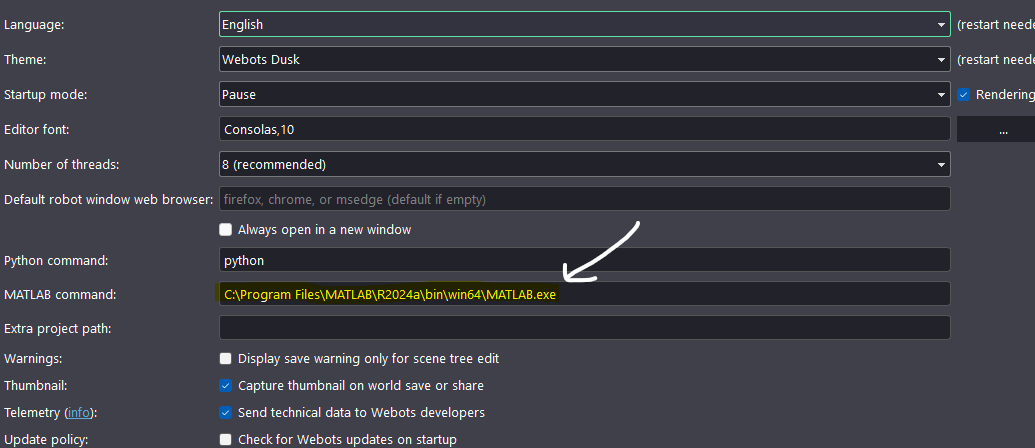 Language: English (restart neede
Theme: Webots Dusk (restart neede
Startup mode: Pause Rendering
Editor font: Consolas,10 ...
Number of threads: 8 (recommended)
Default robot window web browser: firefox, chrome, or msedge (default if empty)
Always open in a new window
Python command: python
MATLAB command: C:\Program Files\MATLAB\R2024a\bin\win64\MATLAB.exe
Extra project path:
Warnings: Display save warning only for scene tree edit
Thumbnail: Capture thumbnail on world save or share
Telemetry (info): Send technical data to Webots developers
Update policy: Check for Webots updates on startup